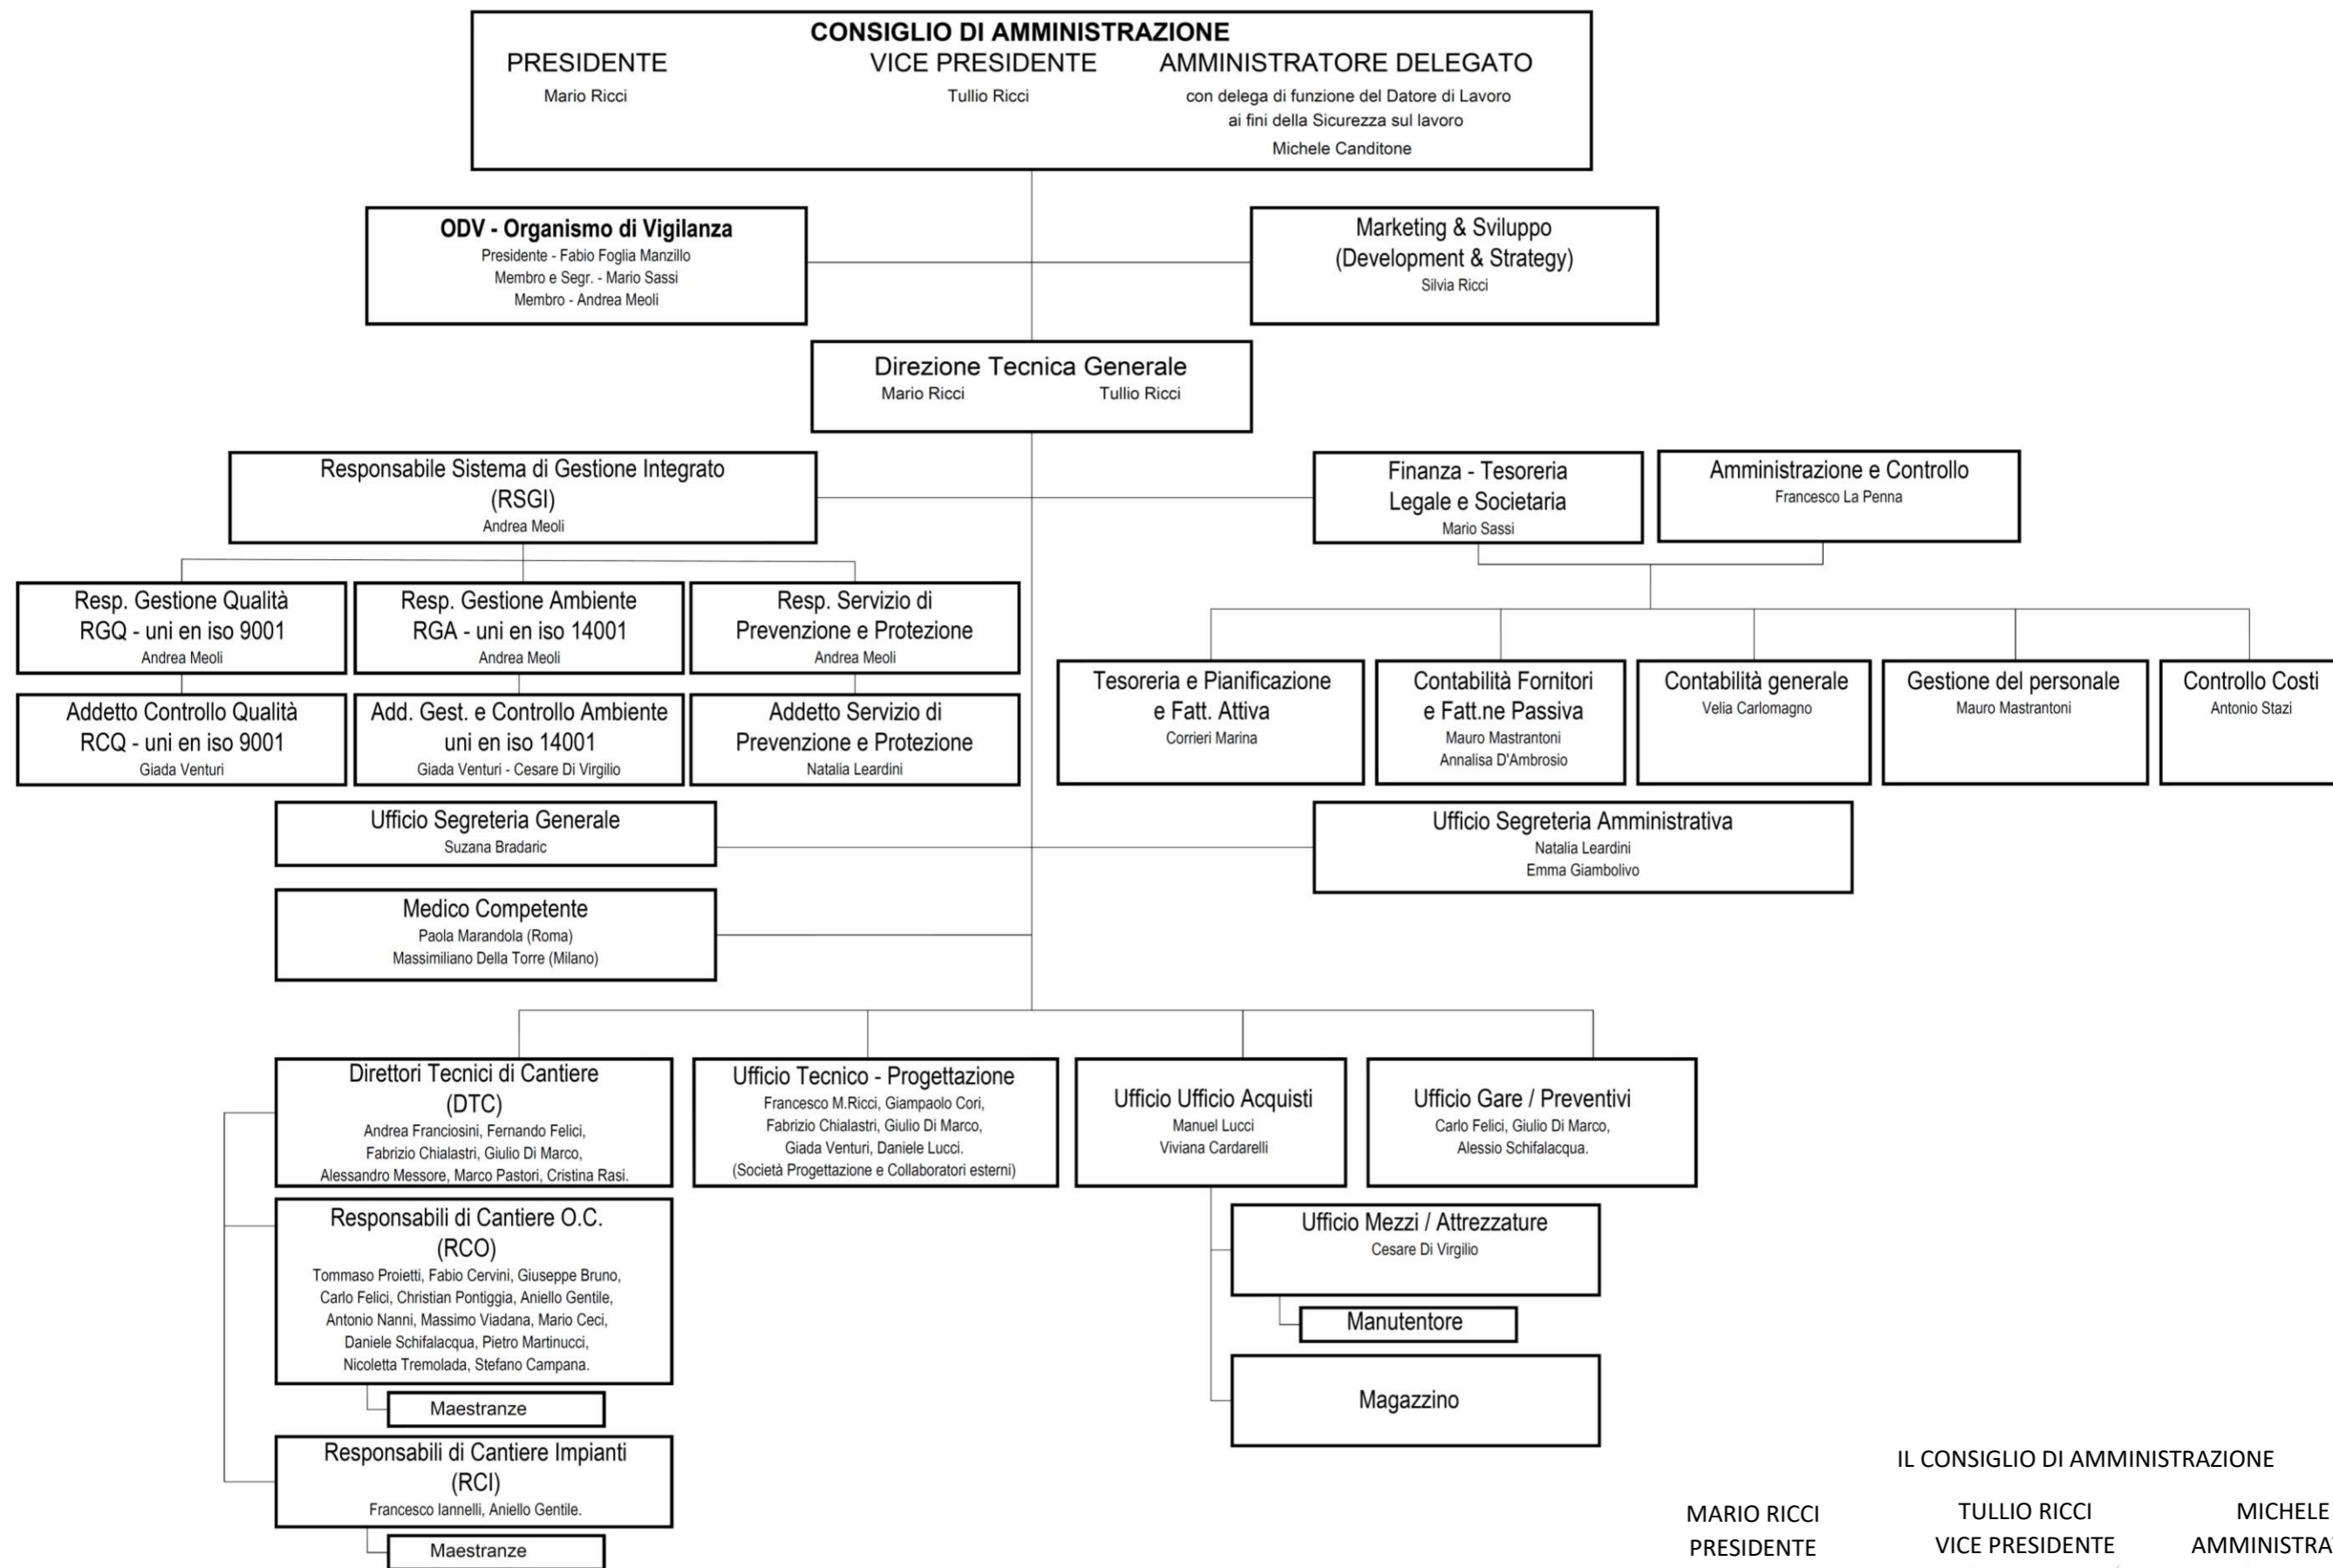 CONSIGLIO DI AMMINISTRAZIONE
PRESIDENTE
Mario Ricci
VICE PRESIDENTE
Tullio Ricci
AMMINISTRATORE DELEGATO
con delega di funzione del Datore di Lavoro
ai fini della Sicurezza sul lavoro
Michele Canditone
ODV - Organismo di Vigilanza
Presidente - Fabio Foglia Manzillo
Membro e Segr. - Mario Sassi
Membro - Andrea Meoli
Marketing & Sviluppo
(Development & Strategy)
Silvia Ricci
Direzione Tecnica Generale
Mario Ricci Tullio Ricci
Responsabile Sistema di Gestione Integrato
(RSGI)
Andrea Meoli
Finanza - Tesoreria
Legale e Societaria
Mario Sassi
Amministrazione e Controllo
Francesco La Penna
Resp. Gestione Qualità
RGQ - uni en iso 9001
Andrea Meoli
Resp. Gestione Ambiente
RGA - uni en iso 14001
Andrea Meoli
Resp. Servizio di
Prevenzione e Protezione
Andrea Meoli
Addetto Controllo Qualità
RCQ - uni en iso 9001
Giada Venturi
Add. Gest. e Controllo Ambiente
uni en iso 14001
Giada Venturi - Cesare Di Virgilio
Addetto Servizio di
Prevenzione e Protezione
Natalia Leardini
Tesoreria e Pianificazione
e Fatt. Attiva
Corrieri Marina
Contabilità Fornitori
e Fatt.ne Passiva
Mauro Mastrantoni
Annalisa D'Ambrosio
Contabilità generale
Velia Carlomagno
Gestione del personale
Mauro Mastrantoni
Controllo Costi
Antonio Stazi
Ufficio Segreteria Generale
Suzana Bradaric
Ufficio Segreteria Amministrativa
Natalia Leardini
Emma Giambolivo
Medico Competente
Paola Marandola (Roma)
Massimiliano Della Torre (Milano)
Direttori Tecnici di Cantiere
(DTC)
Andrea Franciosini, Fernando Felici,
Fabrizio Chialastri, Giulio Di Marco,
Alessandro Messore, Marco Pastori, Cristina Rasi.
Ufficio Tecnico - Progettazione
Francesco M.Ricci, Giampaolo Cori,
Fabrizio Chialastri, Giulio Di Marco,
Giada Venturi, Daniele Lucci.
(Società Progettazione e Collaboratori esterni)
Ufficio Ufficio Acquisti
Manuel Lucci
Viviana Cardarelli
Ufficio Gare / Preventivi
Carlo Felici, Giulio Di Marco,
Alessio Schifalacqua.
Responsabili di Cantiere O.C.
(RCO)
Tommaso Proietti, Fabio Cervini, Giuseppe Bruno,
Carlo Felici, Christian Pontiggia, Aniello Gentile,
Antonio Nanni, Massimo Viadana, Mario Ceci,
Daniele Schifalacqua, Pietro Martinucci,
Nicoletta Tremolada, Stefano Campana.
Maestranze
Responsabili di Cantiere Impianti
(RCI)
Francesco Iannelli, Aniello Gentile.
Maestranze
Ufficio Mezzi / Attrezzature
Cesare Di Virgilio
Manutentore
Magazzino
IL CONSIGLIO DI AMMINISTRAZIONE
MARIO RICCI
PRESIDENTE
TULLIO RICCI
VICE PRESIDENTE
MICHELE